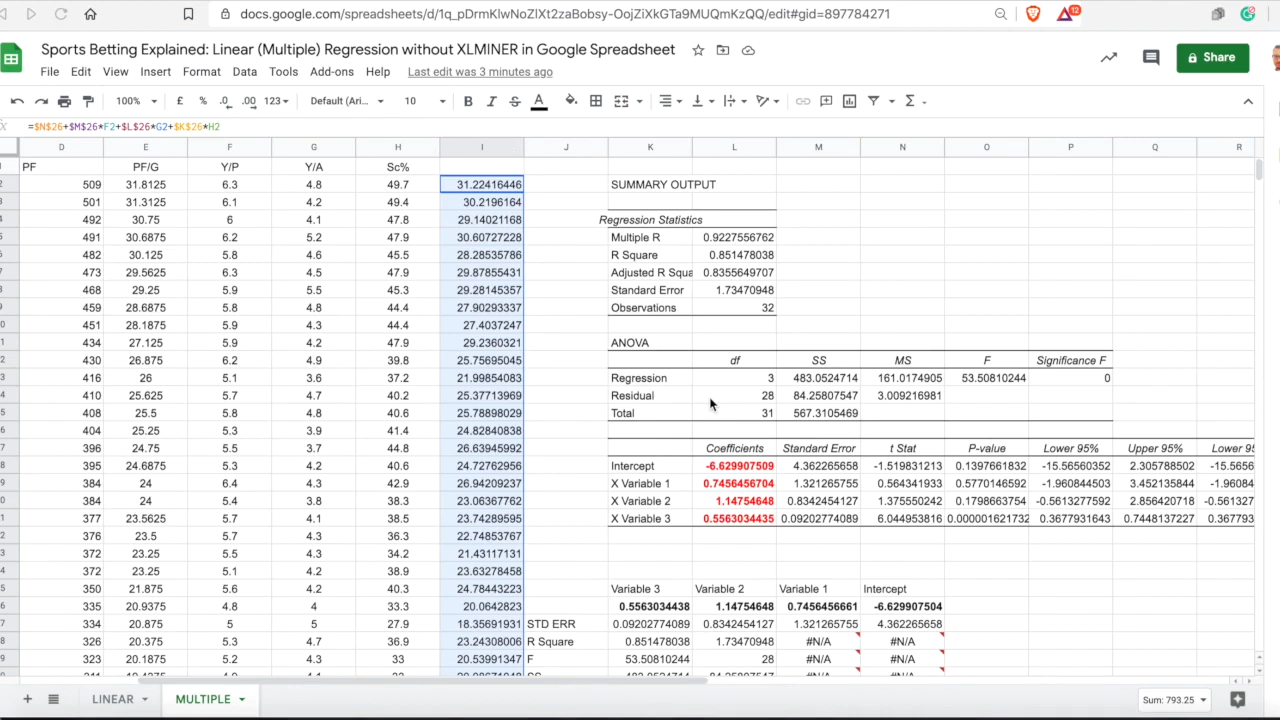 docs.google.com/spreadsheets/d/1q_pDrmKlwNoZlXt2zaBobsy-OojZiXkGTa9MUQmKzQQ/edit#gid=897784271 12
Sports Betting Explained: Linear (Multiple) Regression without XLMINER in Google Spreadsheet
Share
File Edit View Insert Format Data Tools Add-ons Help Last edit was 3 minutes ago
100% £ % .0 .00 123 Default (Ari... 10 B I S A Σ
=$N$26+$M$26*F2+$L$26*G2+$K$26*H2
D E F G H I J K L M N O P Q R
PF PF/G Y/P Y/A Sc%
509 31.8125 6.3 4.8 49.7 31.22416446 SUMMARY OUTPUT
501 31.3125 6.1 4.2 49.4 30.2196164
492 30.75 6 4.1 47.8 29.14021168 Regression Statistics
491 30.6875 6.2 5.2 47.9 30.60727228 Multiple R 0.9227556762
482 30.125 5.8 4.6 45.5 28.28535786 R Square 0.851478038
473 29.5625 6.3 4.5 47.9 29.87855431 Adjusted R Squa 0.8355649707
468 29.25 5.9 5.5 45.3 29.28145357 Standard Error 1.73470948
459 28.6875 5.8 4.8 44.4 27.90293337 Observations 32
451 28.1875 5.9 4.3 44.4 27.4037247
434 27.125 5.9 4.2 47.9 29.2360321 ANOVA
430 26.875 6.2 4.9 39.8 25.75695045 df SS MS F Significance F
416 26 5.1 3.6 37.2 21.99854083 Regression 3 483.0524714 161.0174905 53.50810244 0
410 25.625 5.7 4.7 40.2 25.37713969 Residual 28 84.25807547 3.009216981
408 25.5 5.8 4.8 40.6 25.78898029 Total 31 567.3105469
404 25.25 5.3 3.9 41.4 24.82840838
396 24.75 5.5 3.7 44.8 26.63945992 Coefficients Standard Error t Stat P-value Lower 95% Upper 95% Lower 9
395 24.6875 5.3 4.2 40.6 24.72762956 Intercept -6.629907509 4.362265658 -1.519831213 0.1397661832 -15.56560352 2.305788502 -15.5656
384 24 6.4 4.3 42.9 26.94209237 X Variable 1 0.7456456704 1.321265755 0.564341933 0.5770146592 -1.960844503 3.452135844 -1.96084
384 24 5.4 3.8 38.3 23.06367762 X Variable 2 1.14754648 0.8342454127 1.375550242 0.1798663754 -0.5613277592 2.856420718 -0.561327
377 23.5625 5.7 4.1 38.5 23.74289595 X Variable 3 0.5563034435 0.09202774089 6.044953816 0.000001621732 0.3677931643 0.7448137227 0.367793
376 23.5 5.7 4.3 36.3 22.74853767
372 23.25 5.5 4.3 34.2 21.43117131
372 23.25 5.1 4.2 38.9 23.63278458
350 21.875 5.6 4.2 40.3 24.78443223 Variable 3 Variable 2 Variable 1 Intercept
335 20.9375 4.8 4 33.3 20.0642823 0.5563034438 1.14754648 0.7456456661 -6.629907504
334 20.875 5 5 27.9 18.35691931 STD ERR 0.09202774089 0.8342454127 1.321265755 4.362265658
326 20.375 5.3 4.7 36.9 23.24308006 R Square 0.851478038 1.73470948 #N/A #N/A
323 20.1875 5.2 4.3 33 20.53991347 F 53.50810244 28 #N/A #N/A
+ LINEAR MULTIPLE Sum: 793.25